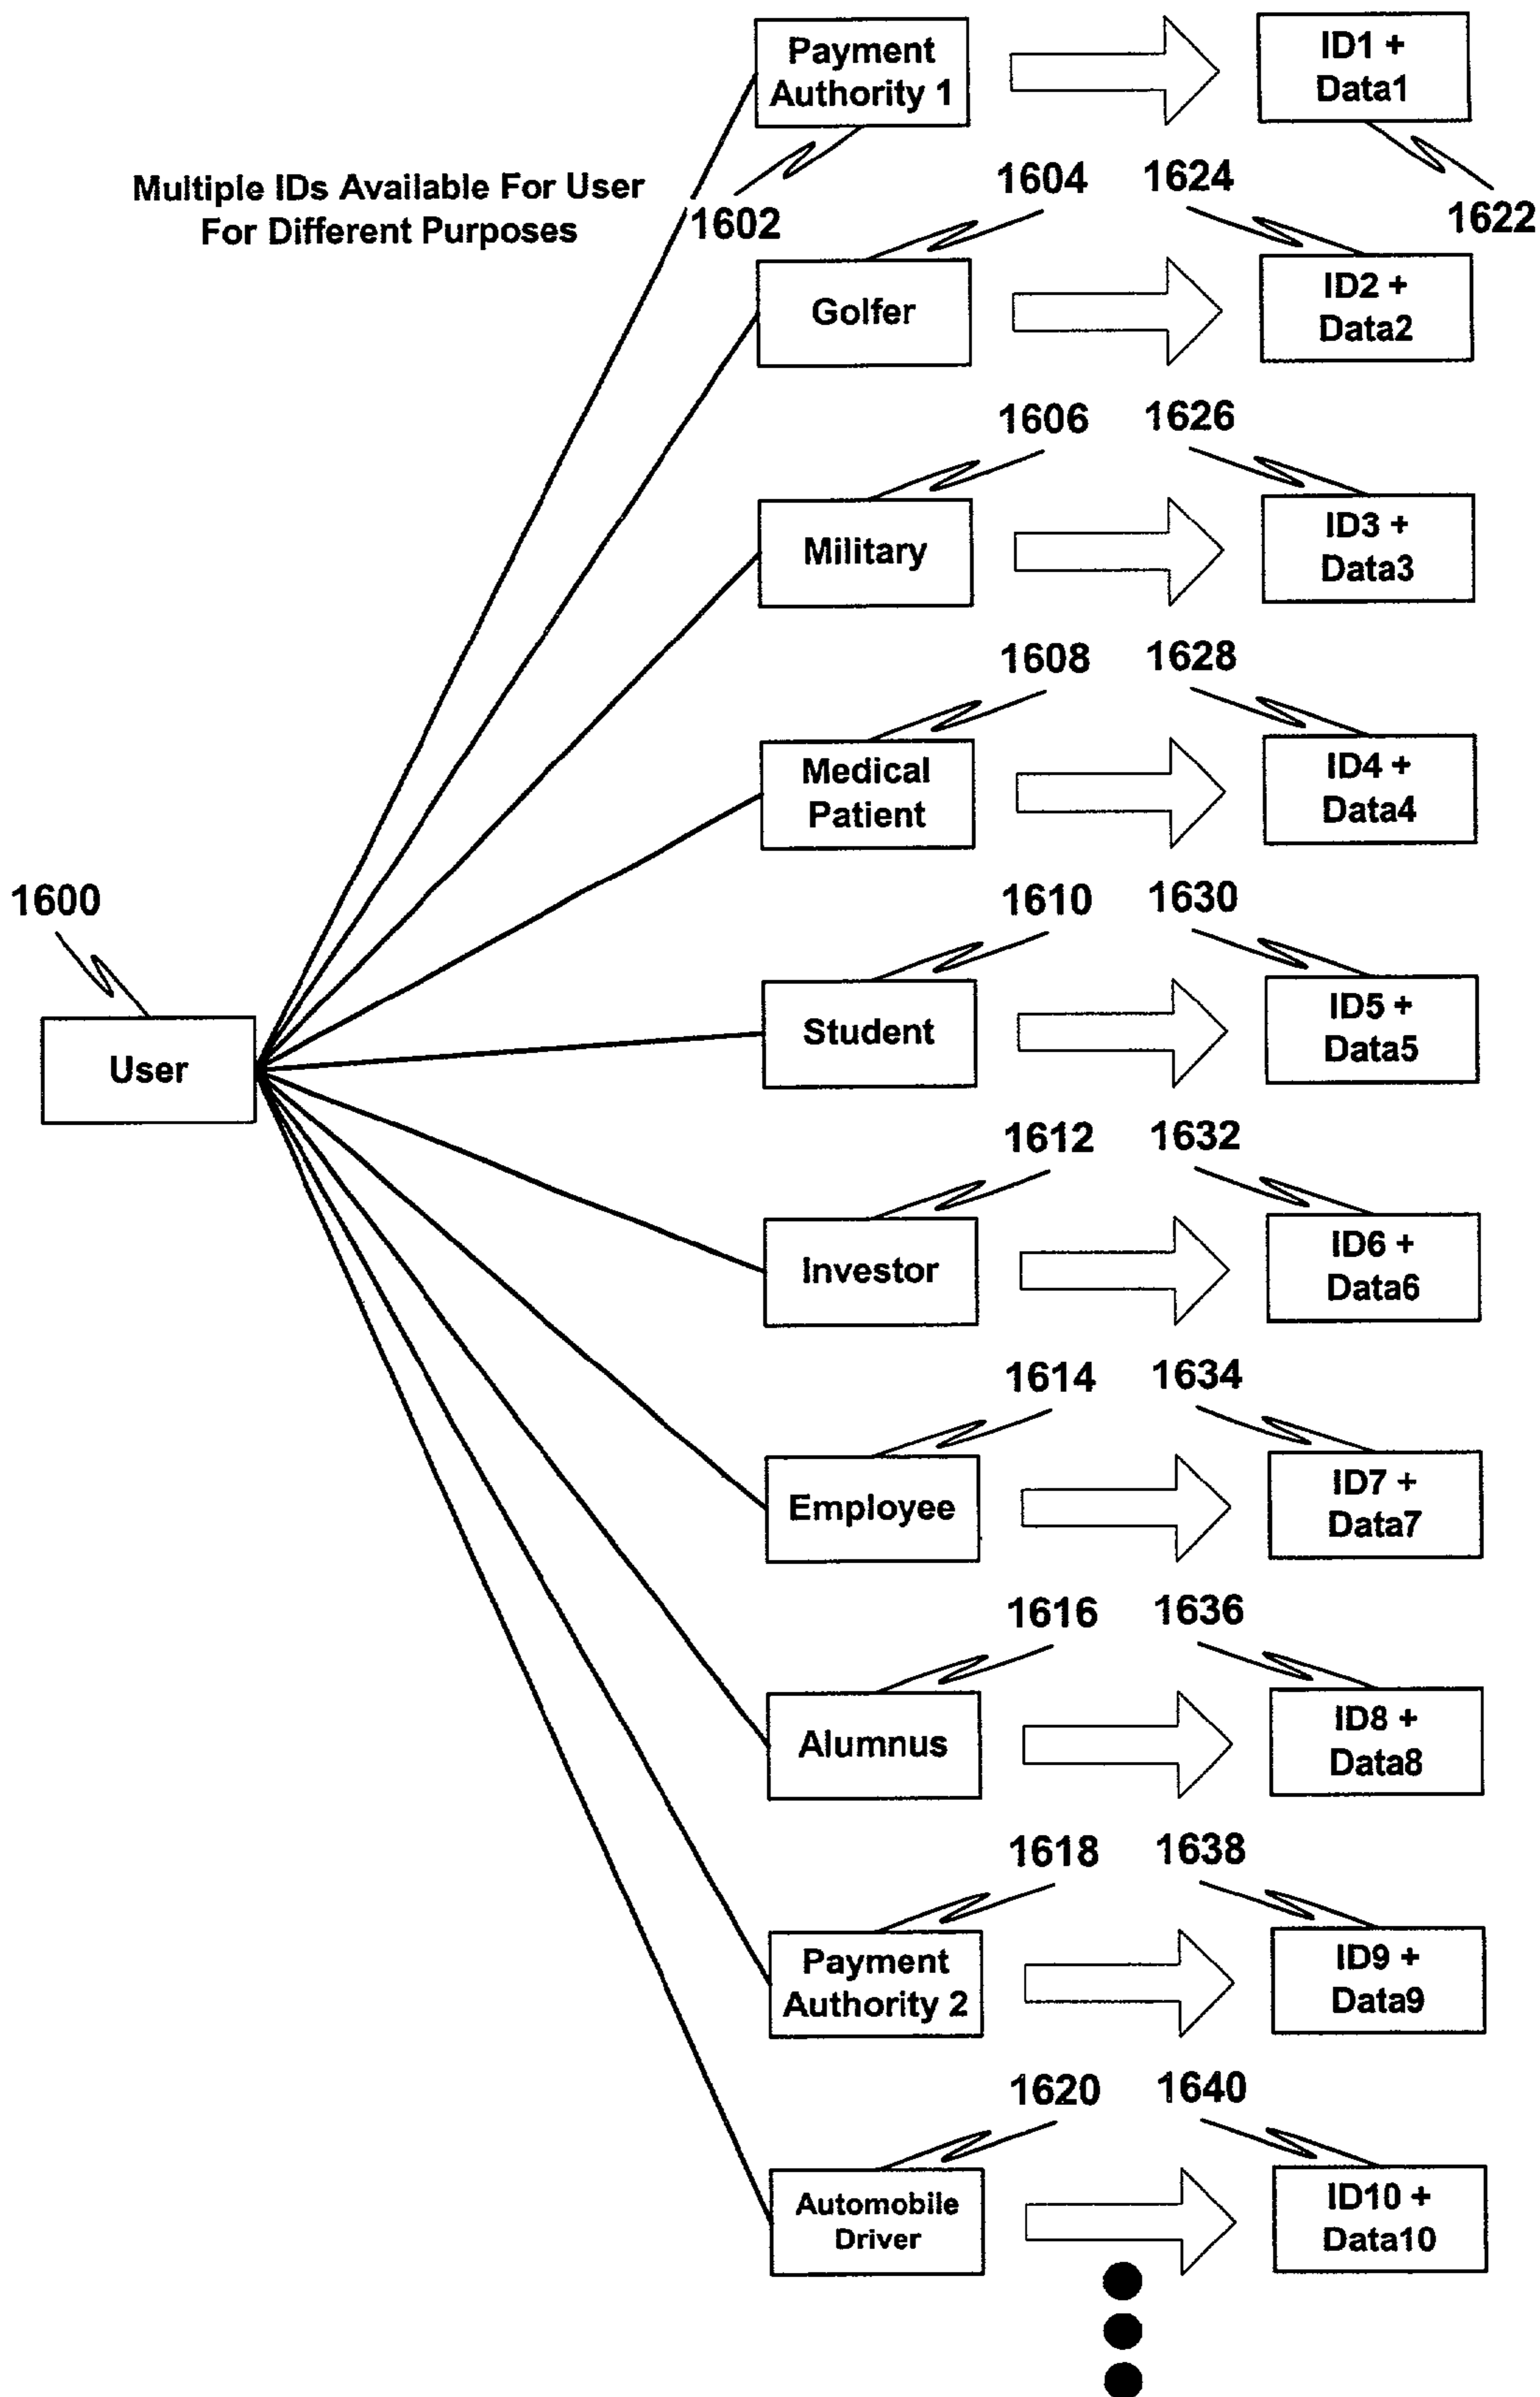 Payment
Authority 1
ID1 +
Data1
Multiple IDs Available For User
For Different Purposes
1602
1604
1624
1622
Golfer
ID2 +
Data2
1606
1626
Military
ID3 +
Data3
1608
1628
Medical
Patient
ID4 +
Data4
1600
1610
1630
User
Student
ID5 +
Data5
1612
1632
Investor
ID6 +
Data6
1614
1634
Employee
ID7 +
Data7
1616
1636
Alumnus
ID8 +
Data8
1618
1638
Payment
Authority 2
ID9 +
Data9
1620
1640
Automobile
Driver
ID10 +
Data10